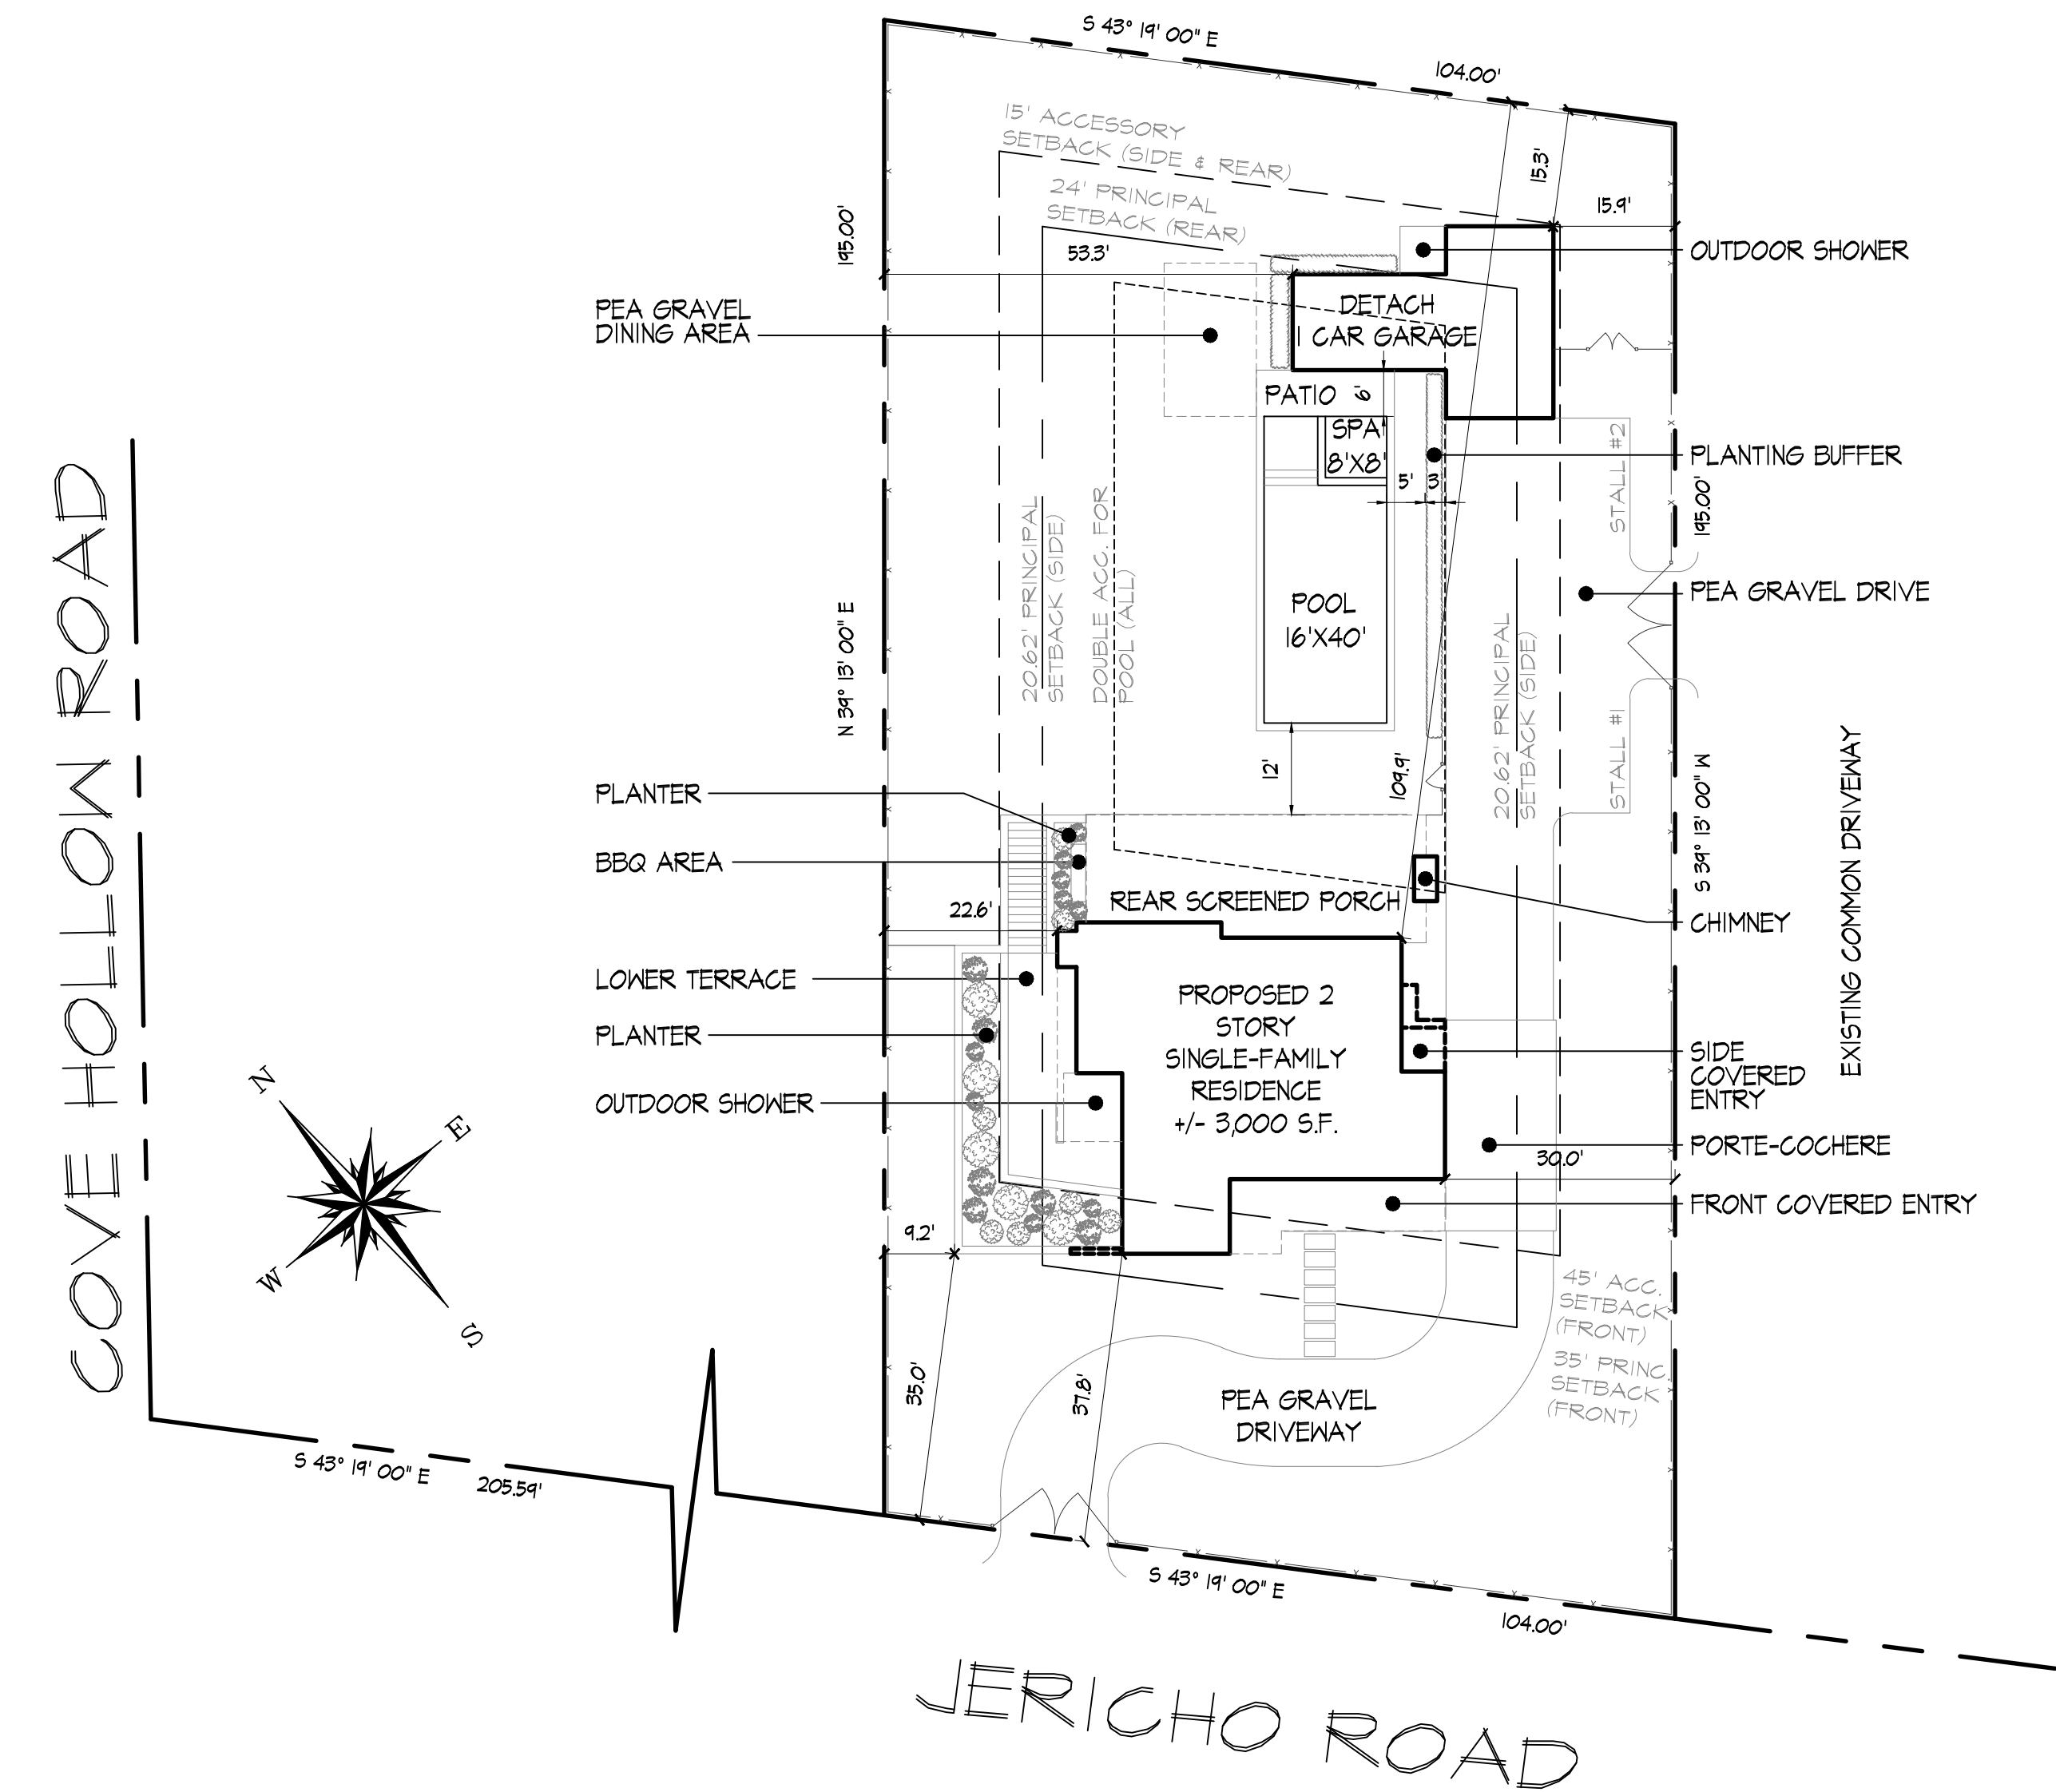 S 43° 19' 00" E
104.00'
15' ACCESSORY
SETBACK (SIDE & REAR)
24' PRINCIPAL
SETBACK (REAR)
15.3'
15.9'
195.00'
53.3'
OUTDOOR SHOWER
PEA GRAVEL
DINING AREA
DETACH
1 CAR GARAGE
PATIO
6'
SPA
8'X8'
5'
3'
STALL #2
PLANTING BUFFER
195.00'
20.62' PRINCIPAL
SETBACK (SIDE)
DOUBLE ACC. FOR
POOL (ALL)
POOL
16'X40'
PEA GRAVEL DRIVE
N 39° 13' 00" E
20.62' PRINCIPAL
SETBACK (SIDE)
STALL #1
12'
109.9'
S 39° 13' 00" W
EXISTING COMMON DRIVEWAY
COVE HOLLOW ROAD
PLANTER
BBQ AREA
22.6'
REAR SCREENED PORCH
CHIMNEY
LOWER TERRACE
PLANTER
OUTDOOR SHOWER
PROPOSED 2
STORY
SINGLE-FAMILY
RESIDENCE
+/- 3,000 S.F.
SIDE
COVERED
ENTRY
PORTE-COCHERE
30.0'
FRONT COVERED ENTRY
N
E
W
S
9.2'
45' ACC.
SETBACK
(FRONT)
35' PRINC.
SETBACK
(FRONT)
35.0'
37.8'
PEA GRAVEL
DRIVEWAY
S 43° 19' 00" E
205.59'
S 43° 19' 00" E
104.00'
JERICHO ROAD